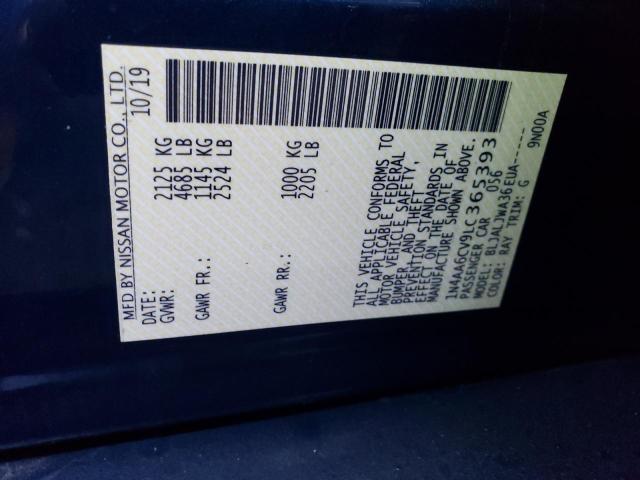 MFD. BY NISSAN MOTOR CO., LTD.
DATE: 10/19
GVWR: 2125 KG
4685 LB
GAWR FR.: 1145 KG
2524 LB
GAWR RR.: 1000 KG
2205 LB
THIS VEHICLE CONFORMS TO
ALL APPLICABLE FEDERAL
MOTOR VEHICLE SAFETY,
BUMPER, AND THEFT
PREVENTION STANDARDS IN
EFFECT ON THE DATE OF
MANUFACTURE SHOWN ABOVE.
1N4AA6CV9LC365393
PASSENGER CAR 056
MODEL: BLJALJWA36EUA-----
COLOR: RAY TRIM: G 9N00A